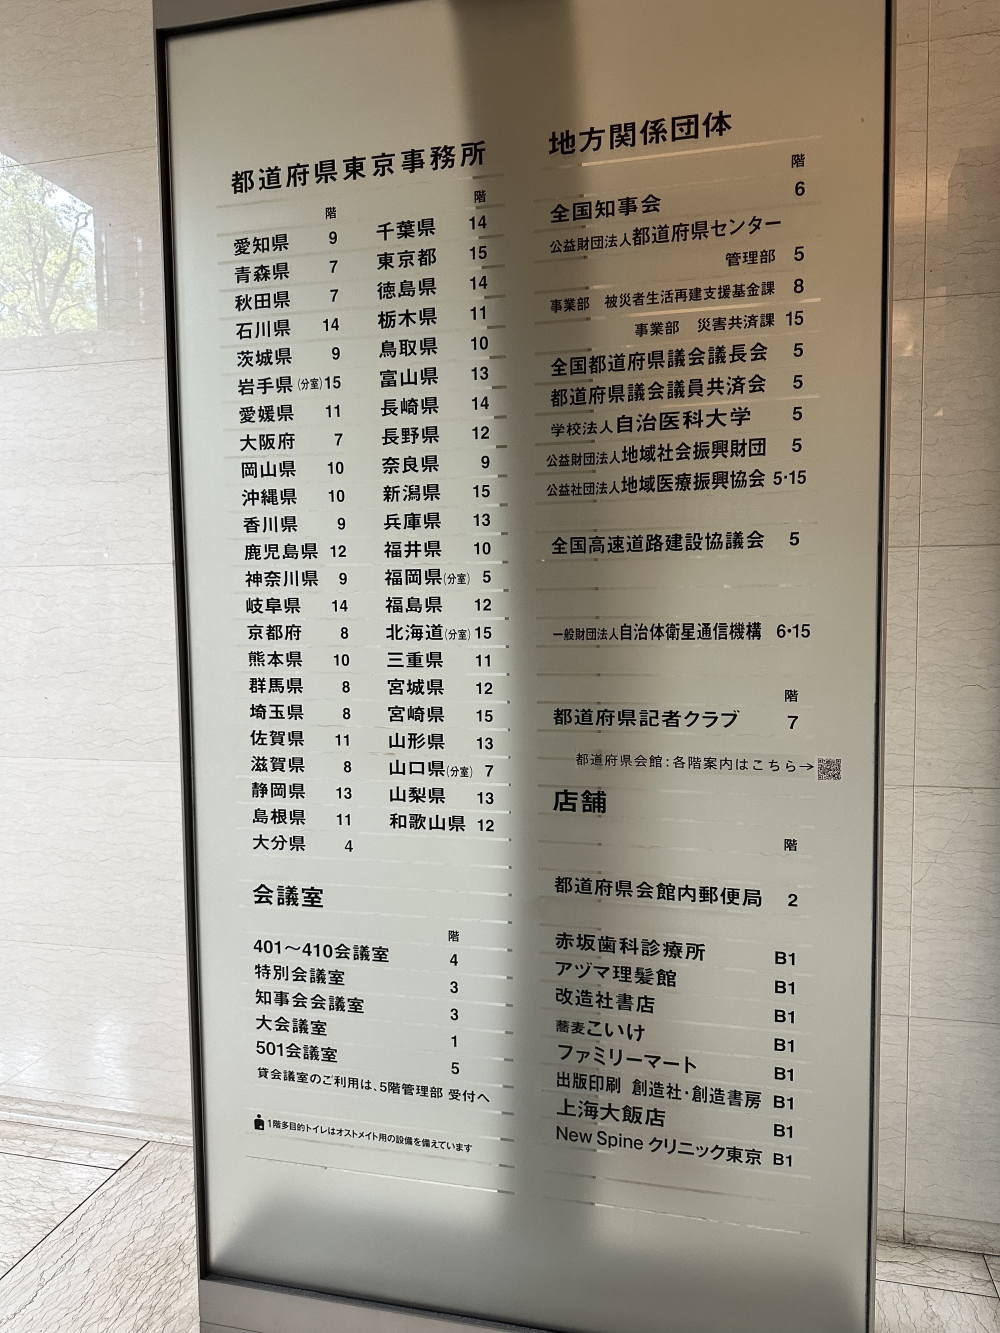 都道府県東京事務所
階
愛知県 9
青森県 7
秋田県 7
石川県 14
茨城県 9
岩手県(分室)15
愛媛県 11
大阪府 7
岡山県 10
沖縄県 10
香川県 9
鹿児島県 12
神奈川県 9
岐阜県 14
京都府 8
熊本県 10
群馬県 8
埼玉県 8
佐賀県 11
滋賀県 8
静岡県 13
島根県 11
大分県 4
階
千葉県 14
東京都 15
徳島県 14
栃木県 11
鳥取県 10
富山県 13
長崎県 14
長野県 12
奈良県 9
新潟県 15
兵庫県 13
福井県 10
福岡県(分室) 5
福島県 12
北海道(分室)15
三重県 11
宮城県 12
宮崎県 15
山形県 13
山口県(分室) 7
山梨県 13
和歌山県 12
会議室
階
401〜410会議室 4
特別会議室 3
知事会会議室 3
大会議室 1
501会議室 5
貸会議室のご利用は、5階管理部 受付へ
1階多目的トイレはオストメイト用の設備を備えています
地方関係団体
階
全国知事会 6
公益財団法人都道府県センター
管理部 5
事業部 被災者生活再建支援基金課 8
事業部 災害共済課 15
全国都道府県議会議長会 5
都道府県議会議員共済会 5
学校法人自治医科大学 5
公益財団法人地域社会振興財団 5
公益社団法人地域医療振興協会 5・15
全国高速道路建設協議会 5
一般財団法人自治体衛星通信機構 6・15
階
都道府県記者クラブ 7
都道府県会館:各階案内はこちら→
店舗
階
都道府県会館内郵便局 2
赤坂歯科診療所 B1
アヅマ理髪館 B1
改造社書店 B1
蕎麦こいけ B1
ファミリーマート B1
出版印刷 創造社・創造書房 B1
上海大飯店 B1
New Spine クリニック東京 B1